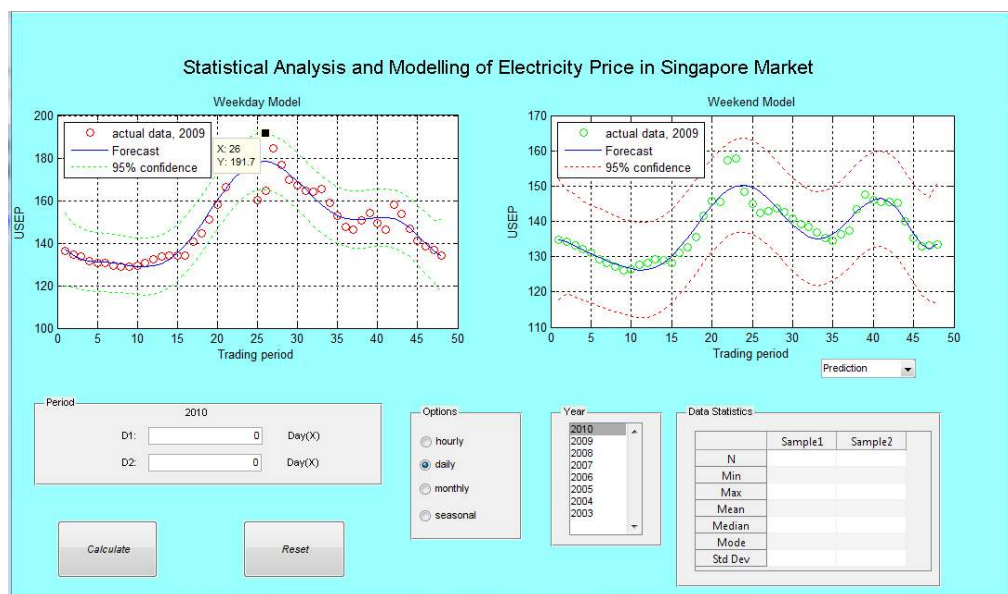 Statistical Analysis and Modelling of Electricity Price in Singapore Market
Weekday Model
200
180
160
140
120
100
USEP
actual data, 2009
Forecast
95% confidence
X: 26
Y: 191.7
0 5 10 15 20 25 30 35 40 45 50
Trading period
Weekend Model
170
160
150
140
130
120
110
USEP
actual data, 2009
Forecast
95% confidence
0 5 10 15 20 25 30 35 40 45 50
Trading period
Prediction
Period
2010
D1: 0 Day(X)
D2: 0 Day(X)
Calculate
Reset
Options
hourly
daily
monthly
seasonal
Year
2010
2009
2008
2007
2006
2005
2004
2003
Data Statistics
Sample1 Sample2
N
Min
Max
Mean
Median
Mode
Std Dev